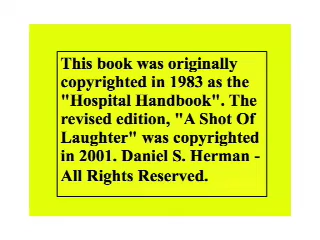 This book was originally
copyrighted in 1983 as the
"Hospital Handbook". The
revised edition, "A Shot Of
Laughter" was copyrighted
in 2001. Daniel S. Herman -
All Rights Reserved.